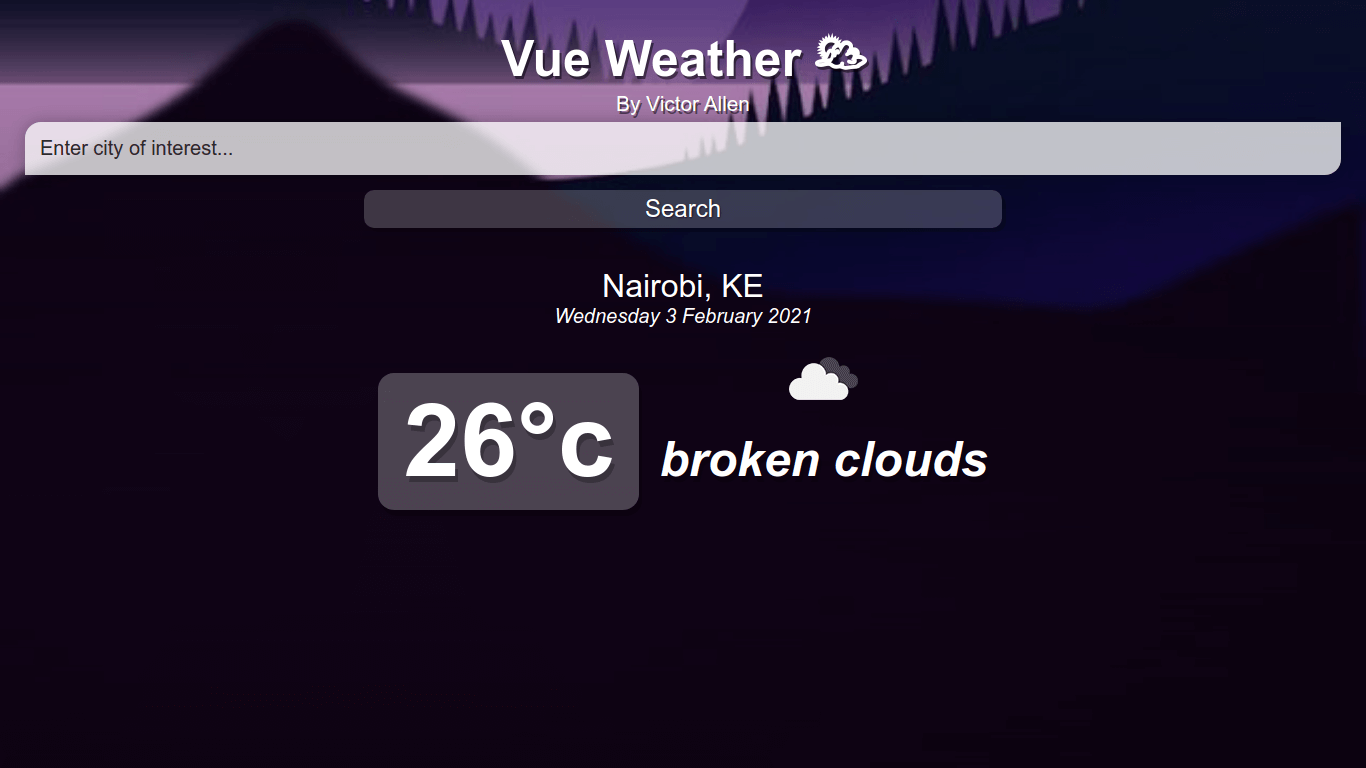 Vue Weather
By Victor Allen
Enter city of interest...
Search
Nairobi, KE
Wednesday 3 February 2021
26°c
broken clouds